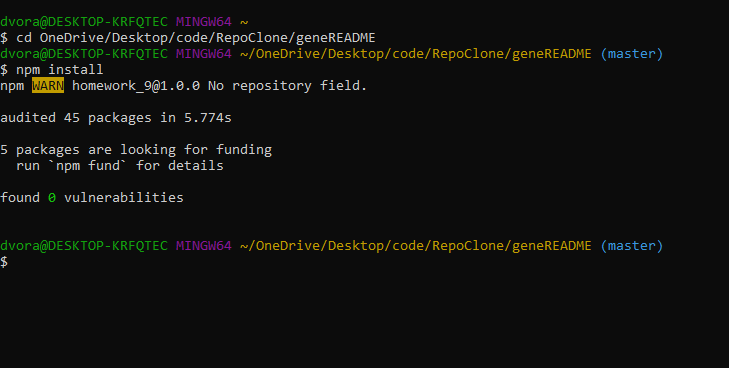 dvora@DESKTOP-KRFQTEC MINGW64 ~
$ cd OneDrive/Desktop/code/RepoClone/geneREADME
dvora@DESKTOP-KRFQTEC MINGW64 ~/OneDrive/Desktop/code/RepoClone/geneREADME (master)
$ npm install
npm WARN homework_9@1.0.0 No repository field.
audited 45 packages in 5.774s
5 packages are looking for funding
run `npm fund` for details
found 0 vulnerabilities
dvora@DESKTOP-KRFQTEC MINGW64 ~/OneDrive/Desktop/code/RepoClone/geneREADME (master)
$